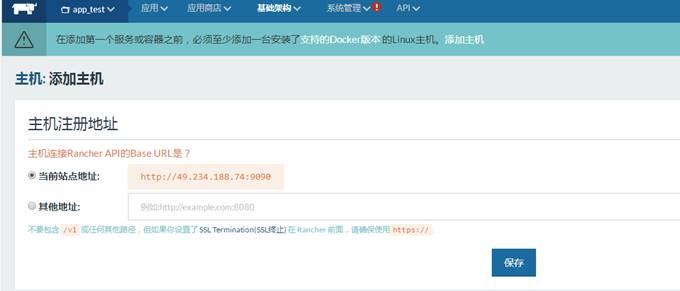 app_test 应用 应用商店 基础架构 系统管理 ! API
在添加第一个服务或容器之前，必须至少添加一台安装了支持的Docker版本 的Linux主机。添加主机
主机: 添加主机
主机注册地址
主机连接Rancher API的Base URL是？
当前站点地址: http://49.234.188.74:9090
其他地址: 例如:http://example.com:8080
不要包含 /v1 或任何其他路径，但如果你设置了 SSL Termination(SSL终止) 在 Rancher 前面，请确保使用 https:// .
保存